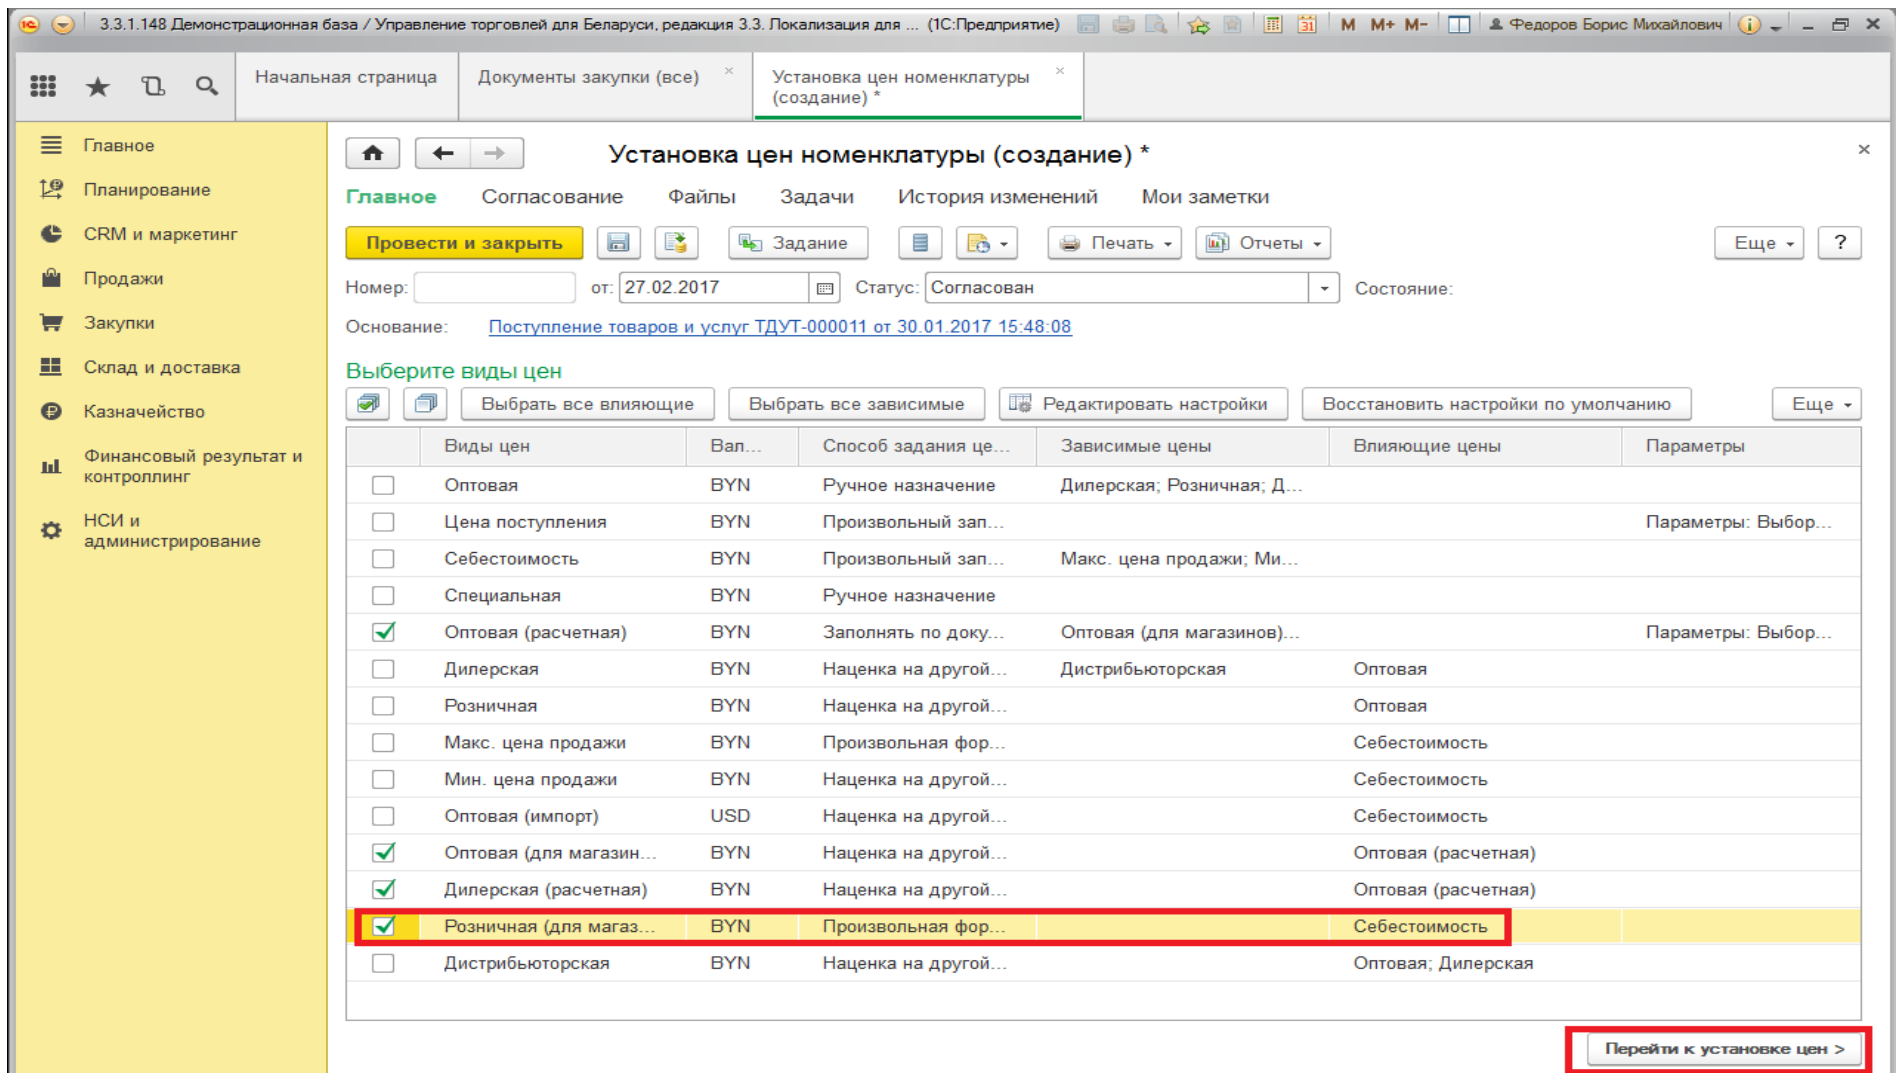 3.3.1.148 Демонстрационная база / Управление торговлей для Беларуси, редакция 3.3. Локализация для ... (1С:Предприятие) 31 M M+ M- Федоров Борис Михайлович
Начальная страница
Документы закупки (все)
Установка цен номенклатуры
(создание) *
Главное
Планирование
CRM и маркетинг
Продажи
Закупки
Склад и доставка
Казначейство
Финансовый результат и
контроллинг
НСИ и
администрирование
Установка цен номенклатуры (создание) *
Главное Согласование Файлы Задачи История изменений Мои заметки
Провести и закрыть Задание Печать Отчеты Еще ?
Номер: от: 27.02.2017 Статус: Согласован Состояние:
Основание: Поступление товаров и услуг ТДУТ-000011 от 30.01.2017 15:48:08
Выберите виды цен
Выбрать все влияющие Выбрать все зависимые Редактировать настройки Восстановить настройки по умолчанию Еще
Виды цен Вал... Способ задания це... Зависимые цены Влияющие цены Параметры
Оптовая BYN Ручное назначение Дилерская; Розничная; Д...
Цена поступления BYN Произвольный зап... Параметры: Выбор...
Себестоимость BYN Произвольный зап... Макс. цена продажи; Ми...
Специальная BYN Ручное назначение
Оптовая (расчетная) BYN Заполнять по доку... Оптовая (для магазинов)... Параметры: Выбор...
Дилерская BYN Наценка на другой... Дистрибьюторская Оптовая
Розничная BYN Наценка на другой... Оптовая
Макс. цена продажи BYN Произвольная фор... Себестоимость
Мин. цена продажи BYN Наценка на другой... Себестоимость
Оптовая (импорт) USD Наценка на другой... Себестоимость
Оптовая (для магазин... BYN Наценка на другой... Оптовая (расчетная)
Дилерская (расчетная) BYN Наценка на другой... Оптовая (расчетная)
Розничная (для магаз... BYN Произвольная фор... Себестоимость
Дистрибьюторская BYN Наценка на другой... Оптовая; Дилерская
Перейти к установке цен >